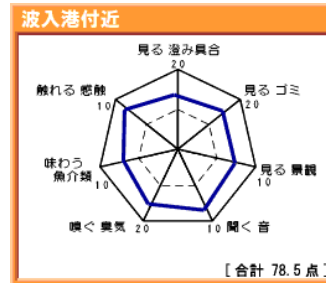 波入港付近
見る 澄み具合
20
触れる 感触
10
見る ゴミ
20
味わう
魚介類
10
見る 景観
10
嗅ぐ 臭気
20
10
聞く 音
[合計 78.5点]